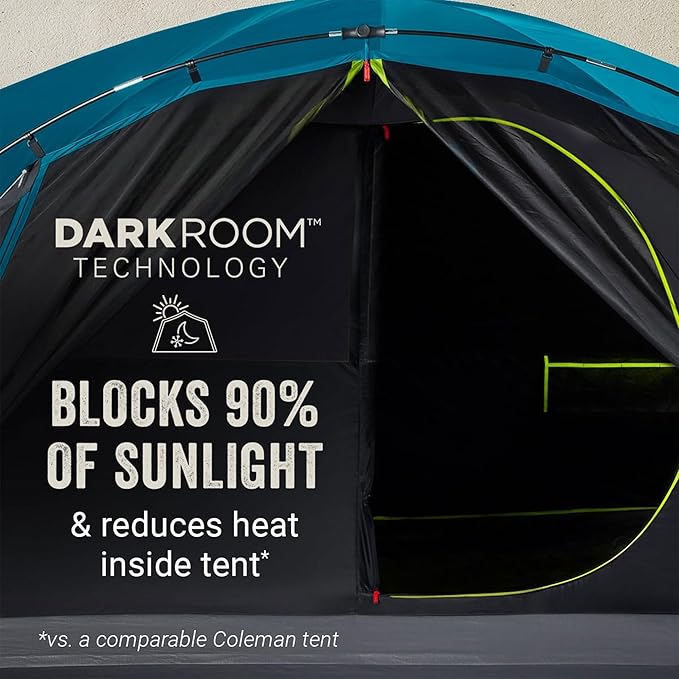 DARKROOM™
TECHNOLOGY
BLOCKS 90%
OF SUNLIGHT
& reduces heat
inside tent*
*vs. a comparable Coleman tent